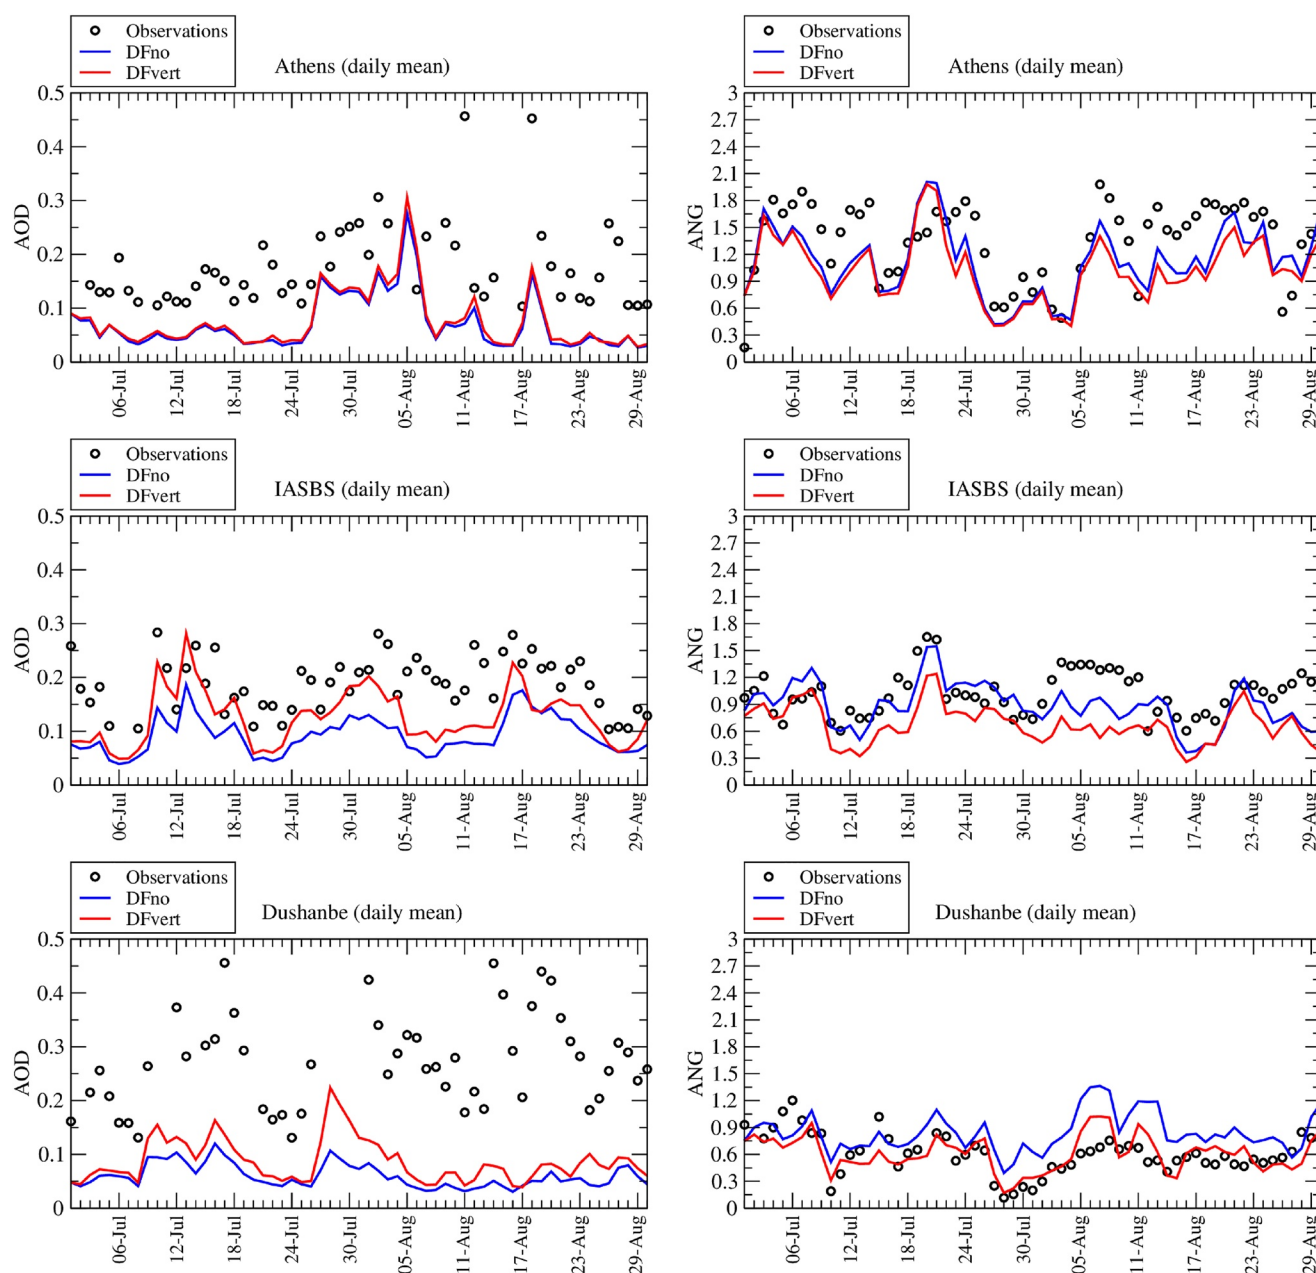 Observations
DFno
DFvert
Athens (daily mean)
0.5
0.4
0.3
0.2
0.1
0
AOD
06-Jul
12-Jul
18-Jul
24-Jul
30-Jul
05-Aug
11-Aug
17-Aug
23-Aug
29-Aug
Observations
DFno
DFvert
Athens (daily mean)
3
2.7
2.4
2.1
1.8
1.5
1.2
0.9
0.6
0.3
0
ANG
06-Jul
12-Jul
18-Jul
24-Jul
30-Jul
05-Aug
11-Aug
17-Aug
23-Aug
29-Aug
Observations
DFno
DFvert
IASBS (daily mean)
0.5
0.4
0.3
0.2
0.1
0
AOD
06-Jul
12-Jul
18-Jul
24-Jul
30-Jul
05-Aug
11-Aug
17-Aug
23-Aug
29-Aug
Observations
DFno
DFvert
IASBS (daily mean)
3
2.7
2.4
2.1
1.8
1.5
1.2
0.9
0.6
0.3
0
ANG
06-Jul
12-Jul
18-Jul
24-Jul
30-Jul
05-Aug
11-Aug
17-Aug
23-Aug
29-Aug
Observations
DFno
DFvert
Dushanbe (daily mean)
0.5
0.4
0.3
0.2
0.1
0
AOD
06-Jul
12-Jul
18-Jul
24-Jul
30-Jul
05-Aug
11-Aug
17-Aug
23-Aug
29-Aug
Observations
DFno
DFvert
Dushanbe (daily mean)
3
2.7
2.4
2.1
1.8
1.5
1.2
0.9
0.6
0.3
0
ANG
06-Jul
12-Jul
18-Jul
24-Jul
30-Jul
05-Aug
11-Aug
17-Aug
23-Aug
29-Aug